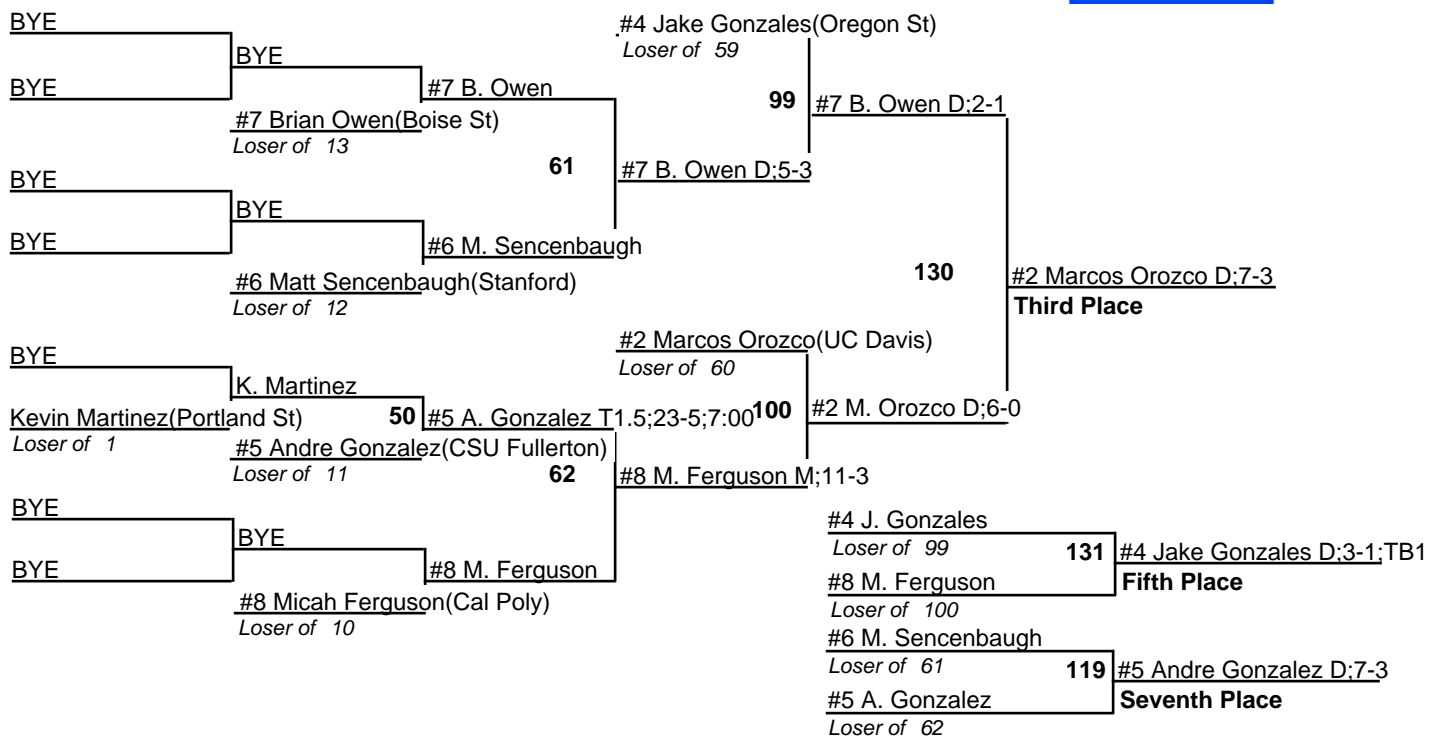 BYE
#4 Jake Gonzales(Oregon St)
Loser of 59
BYE
BYE
#7 B. Owen
99
#7 B. Owen D;2-1
#7 Brian Owen(Boise St)
Loser of 13
61
#7 B. Owen D;5-3
BYE
BYE
BYE
#6 M. Sencenbaugh
#6 Matt Sencenbaugh(Stanford)
Loser of 12
130
#2 Marcos Orozco D;7-3
Third Place
#2 Marcos Orozco(UC Davis)
Loser of 60
BYE
K. Martinez
Kevin Martinez(Portland St)
Loser of 1
50
#5 A. Gonzalez T1.5;23-5;7:00
100
#2 M. Orozco D;6-0
#5 Andre Gonzalez(CSU Fullerton)
Loser of 11
62
#8 M. Ferguson M;11-3
BYE
BYE
BYE
#8 M. Ferguson
#8 Micah Ferguson(Cal Poly)
Loser of 10
#4 J. Gonzales
Loser of 99
131
#4 Jake Gonzales D;3-1;TB1
Fifth Place
#8 M. Ferguson
Loser of 100
#6 M. Sencenbaugh
Loser of 61
119
#5 Andre Gonzalez D;7-3
Seventh Place
#5 A. Gonzalez
Loser of 62